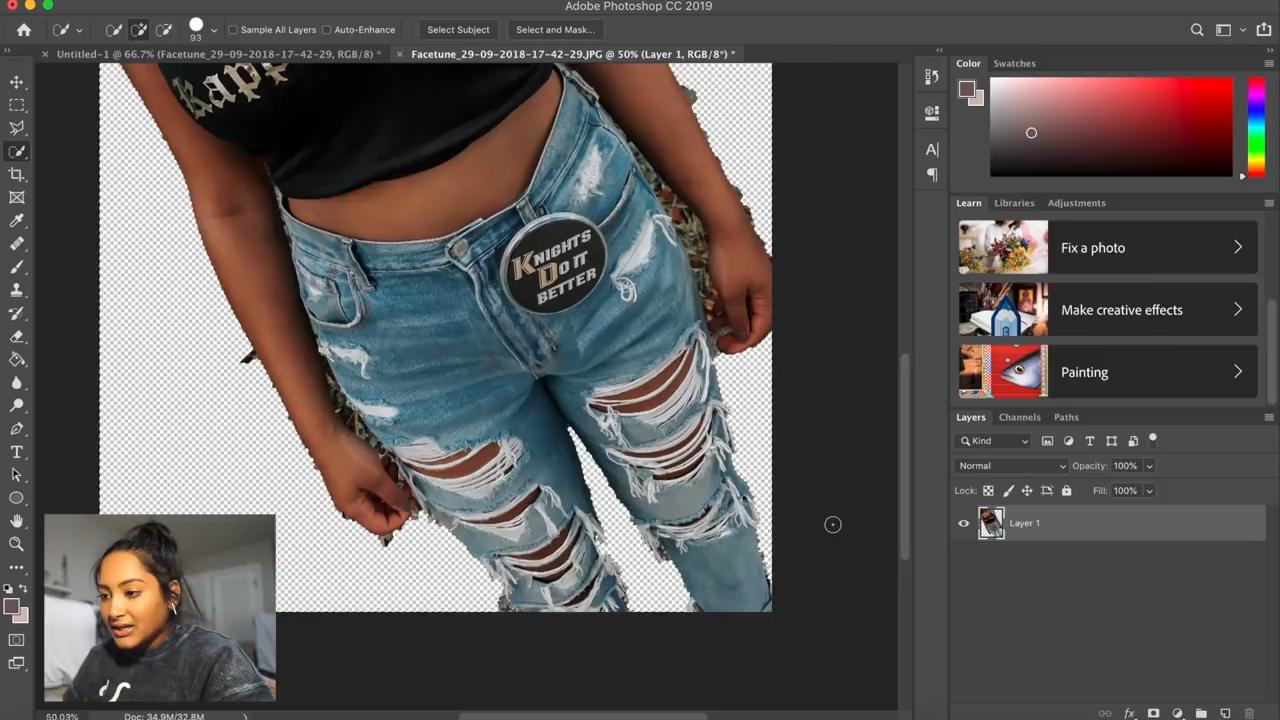 Adobe Photoshop CC 2019
93
Sample All Layers
Auto-Enhance
Select Subject
Select and Mask...
Untitled-1 @ 66.7% (Facetune_29-09-2018-17-42-29, RGB/8) *
Facetune_29-09-2018-17-42-29.JPG @ 50% (Layer 1, RGB/8*) *
Color
Swatches
Learn
Libraries
Adjustments
Fix a photo
Make creative effects
Painting
Layers
Channels
Paths
Kind
Normal
Opacity: 100%
Lock:
Fill: 100%
Layer 1
kapp
KNIGHTS
DO IT
BETTER
50.03%
Doc: 34.9M/32.8M